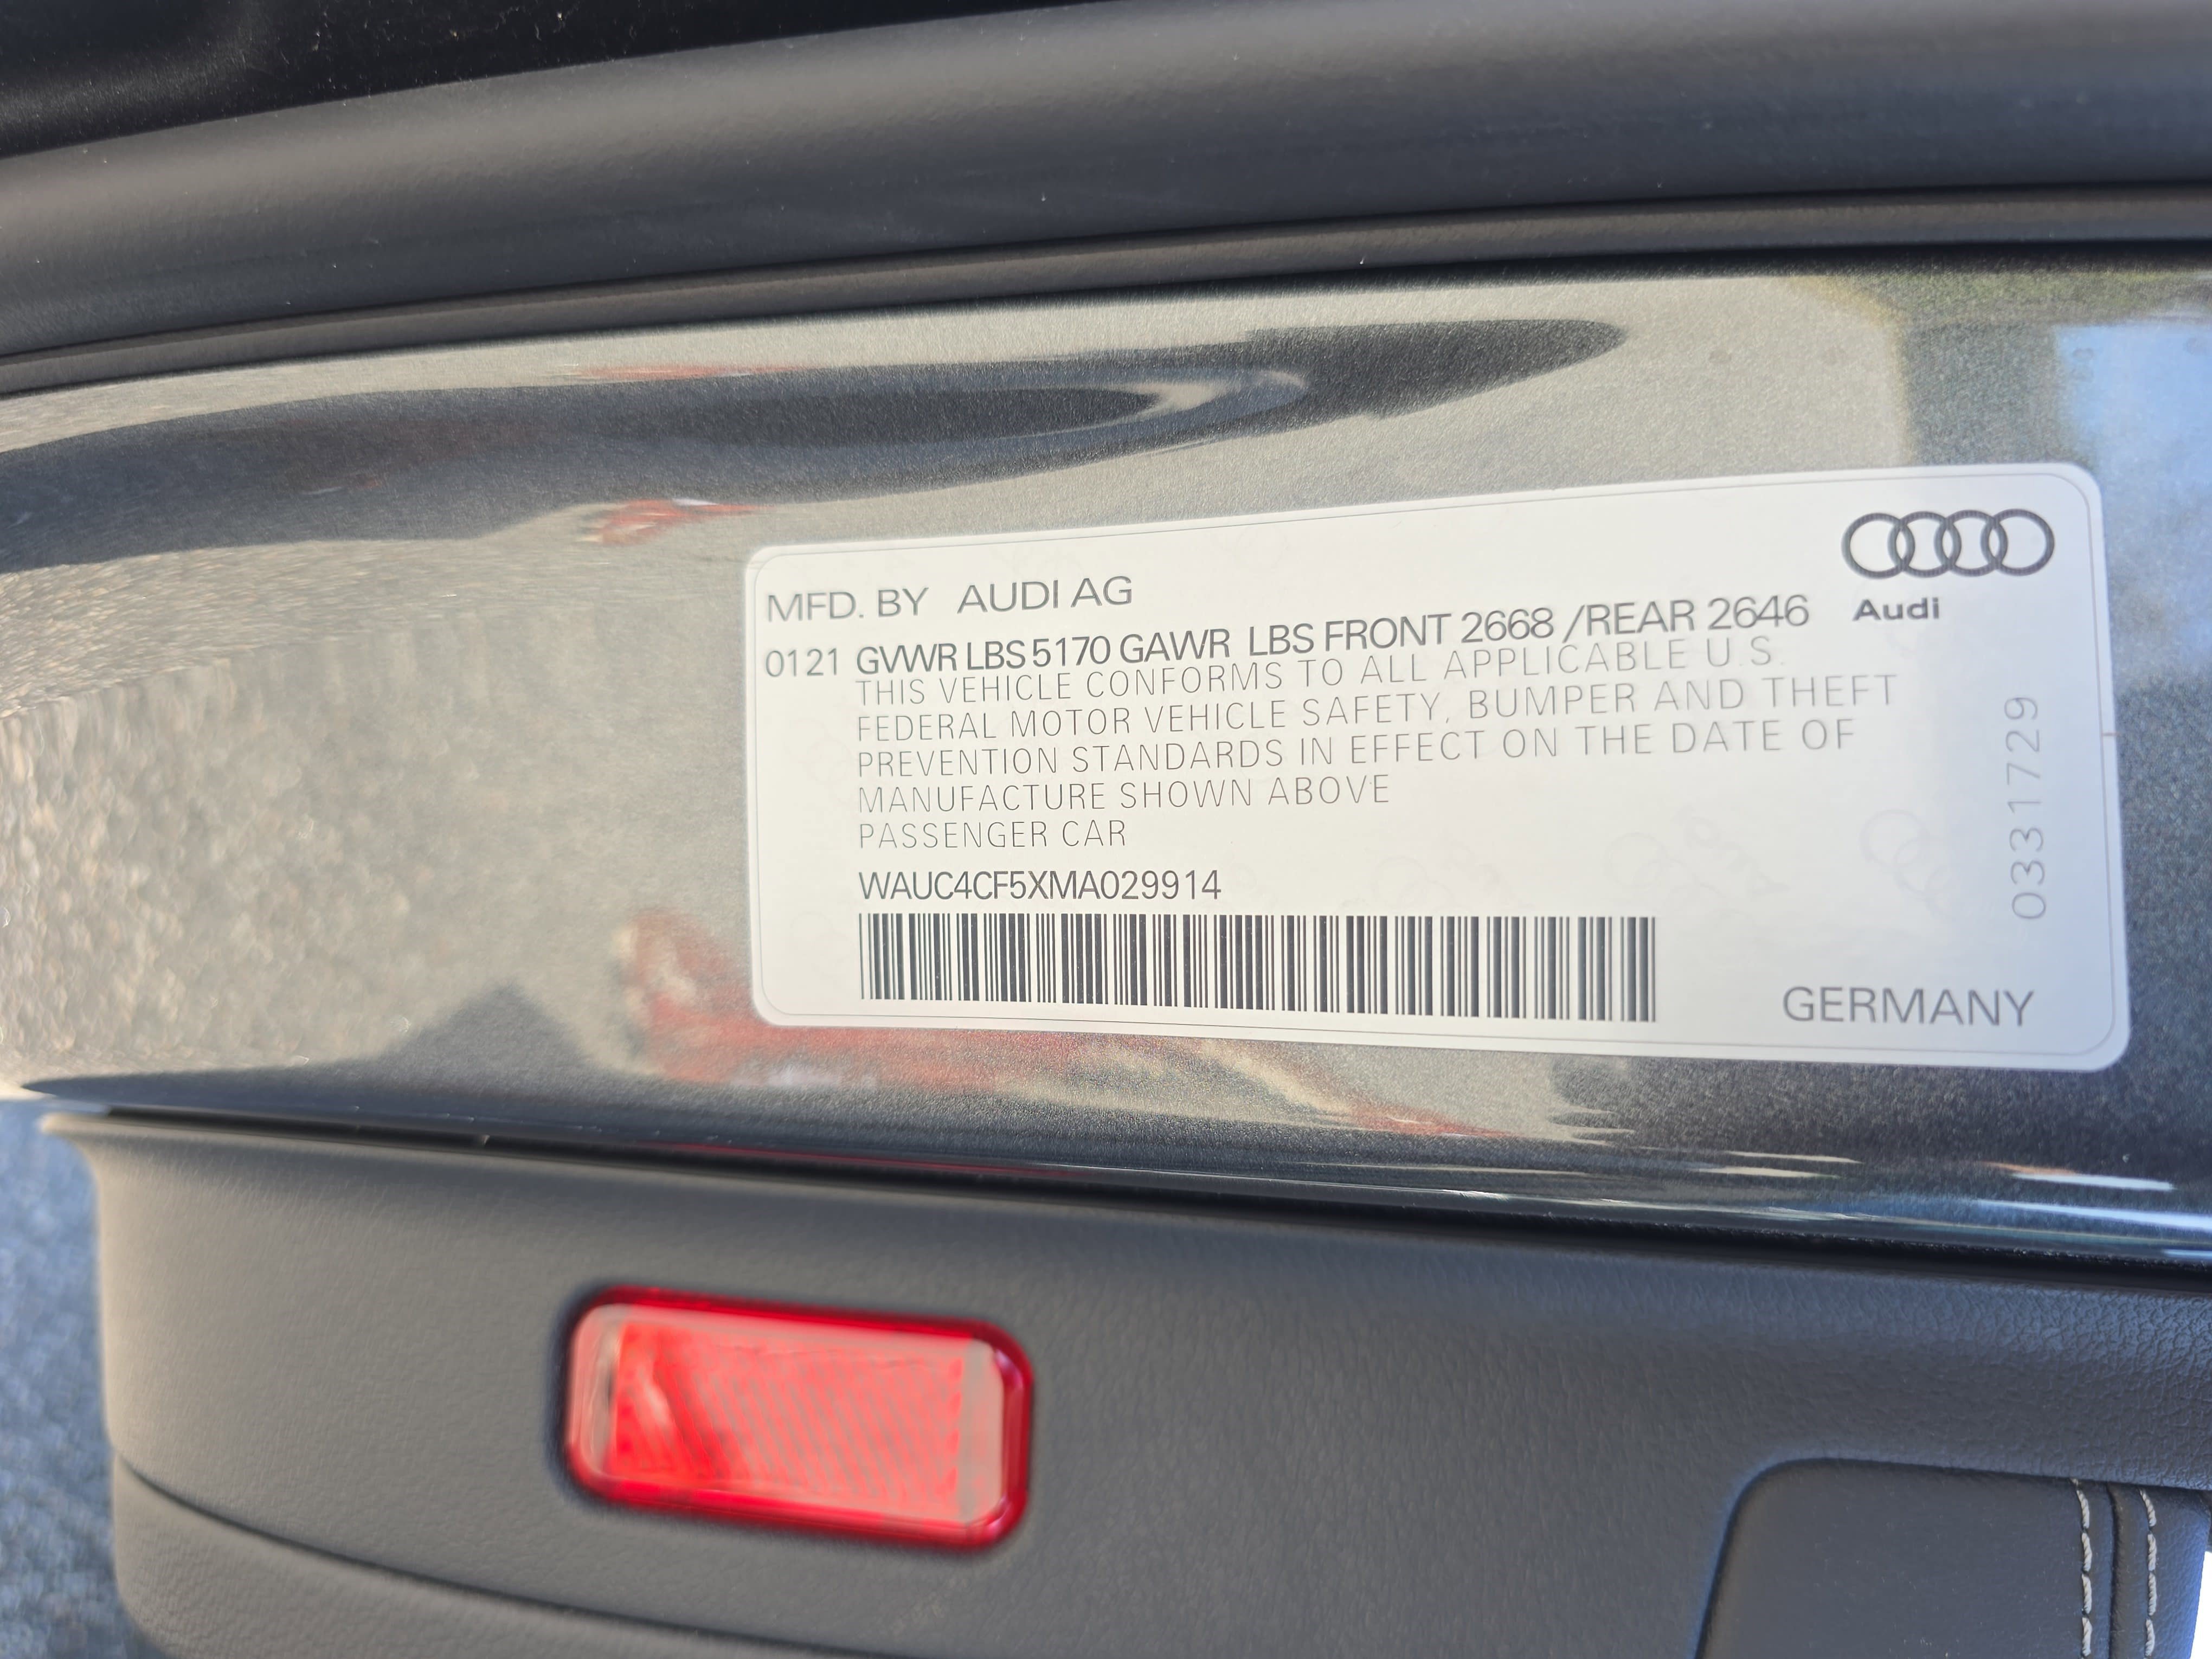 MFD. BY AUDI AG
Audi
0121 GVWR LBS 5170 GAWR LBS FRONT 2668 /REAR 2646
THIS VEHICLE CONFORMS TO ALL APPLICABLE U.S.
FEDERAL MOTOR VEHICLE SAFETY, BUMPER AND THEFT
PREVENTION STANDARDS IN EFFECT ON THE DATE OF
MANUFACTURE SHOWN ABOVE
PASSENGER CAR
WAUC4CF5XMA029914
GERMANY
0331729